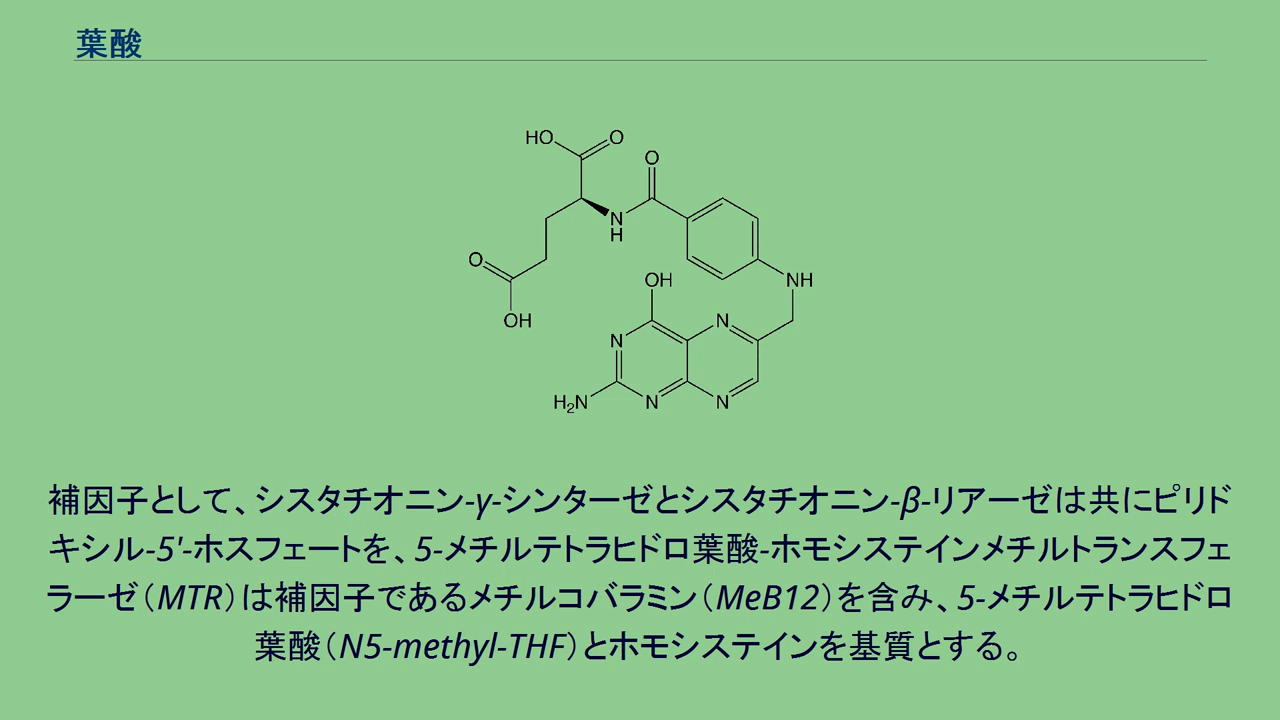 葉酸
HO
O
O
N
H
O
OH
NH
OH
N
N
H2N
N
N
補因子として、シスタチオニン-γ-シンターゼとシスタチオニン-β-リアーゼは共にピリド
キシル-5'-ホスフェートを、5-メチルテトラヒドロ葉酸-ホモシステインメチルトランスフェ
ラーゼ（MTR）は補因子であるメチルコバラミン（MeB12）を含み、5-メチルテトラヒドロ
葉酸（N5-methyl-THF）とホモシステインを基質とする。